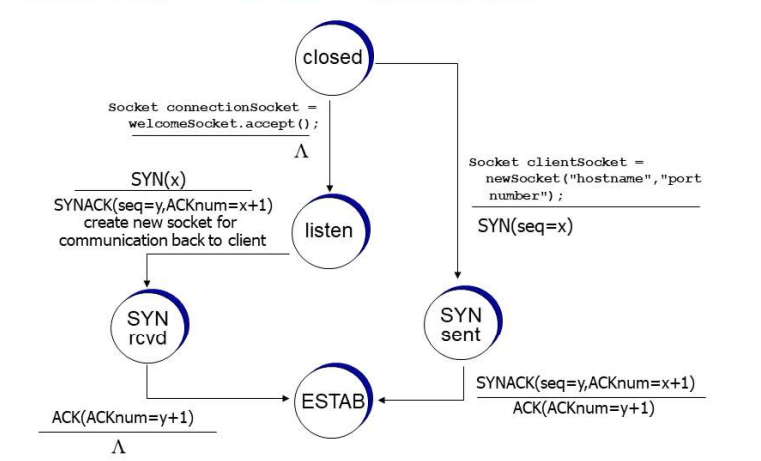 closed
Socket connectionSocket =
welcomeSocket.accept();
Λ
SYN(x)
SYNACK(seq=y,ACKnum=x+1)
create new socket for
communication back to client
listen
Socket clientSocket =
newSocket("hostname","port
number");
SYN(seq=x)
SYN
rcvd
SYN
sent
ESTAB
SYNACK(seq=y,ACKnum=x+1)
ACK(ACKnum=y+1)
ACK(ACKnum=y+1)
Λ